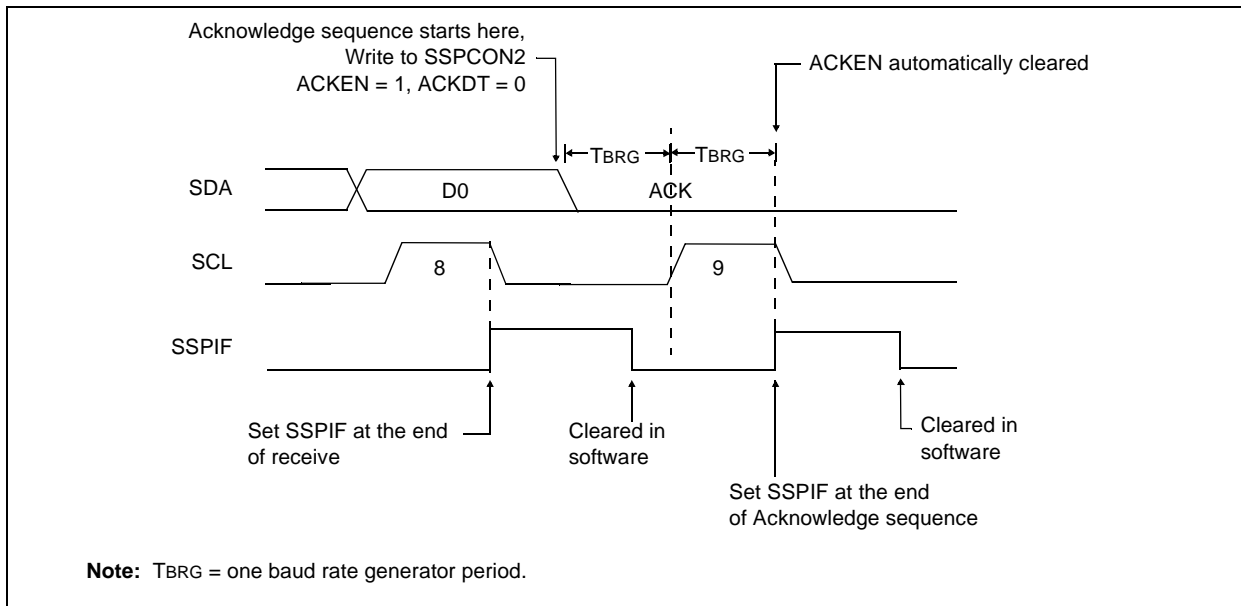 Acknowledge sequence starts here,
Write to SSPCON2
ACKEN = 1, ACKDT = 0
ACKEN automatically cleared
TBRG
TBRG
SDA
D0
ACK
SCL
8
9
SSPIF
Set SSPIF at the end
of receive
Cleared in
software
Set SSPIF at the end
of Acknowledge sequence
Cleared in
software
Note: TBRG = one baud rate generator period.